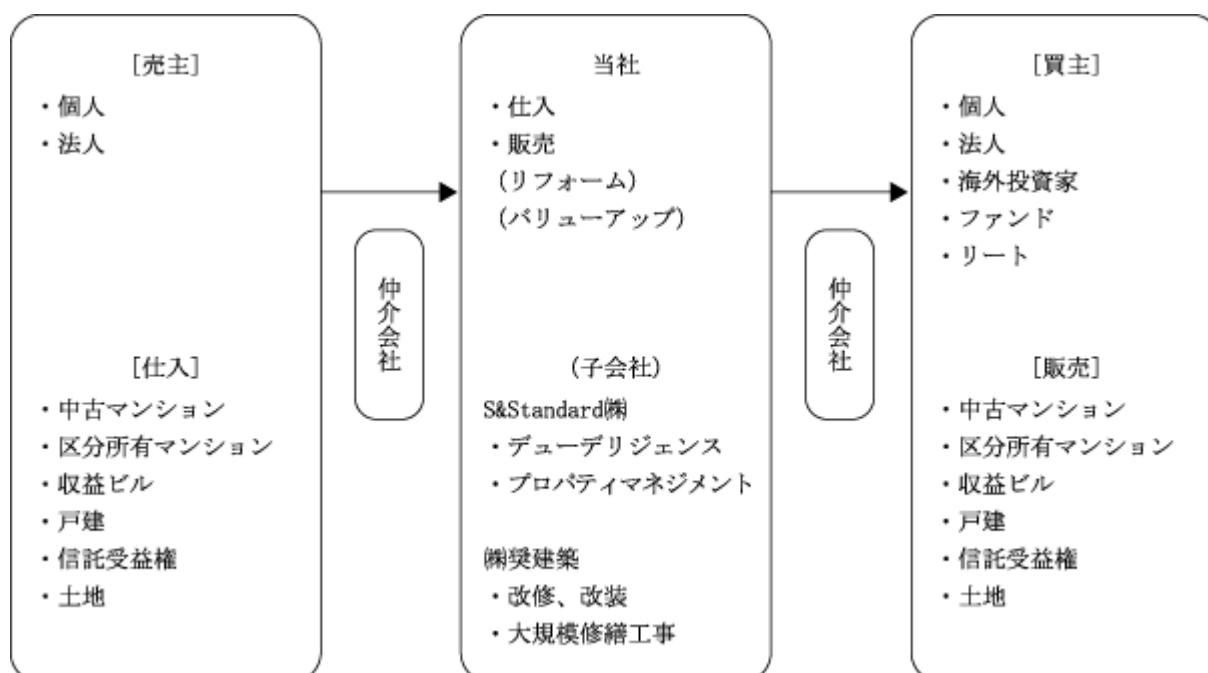 [売主]
・個人
・法人
[仕入]
・中古マンション
・区分所有マンション
・収益ビル
・戸建
・信託受益権
・土地
仲介会社
当社
・仕入
・販売
(リフォーム)
(バリューアップ)
(子会社)
S&Standard㈱
・デューデリジェンス
・プロパティマネジメント
㈱奨建築
・改修、改装
・大規模修繕工事
仲介会社
[買主]
・個人
・法人
・海外投資家
・ファンド
・リート
[販売]
・中古マンション
・区分所有マンション
・収益ビル
・戸建
・信託受益権
・土地